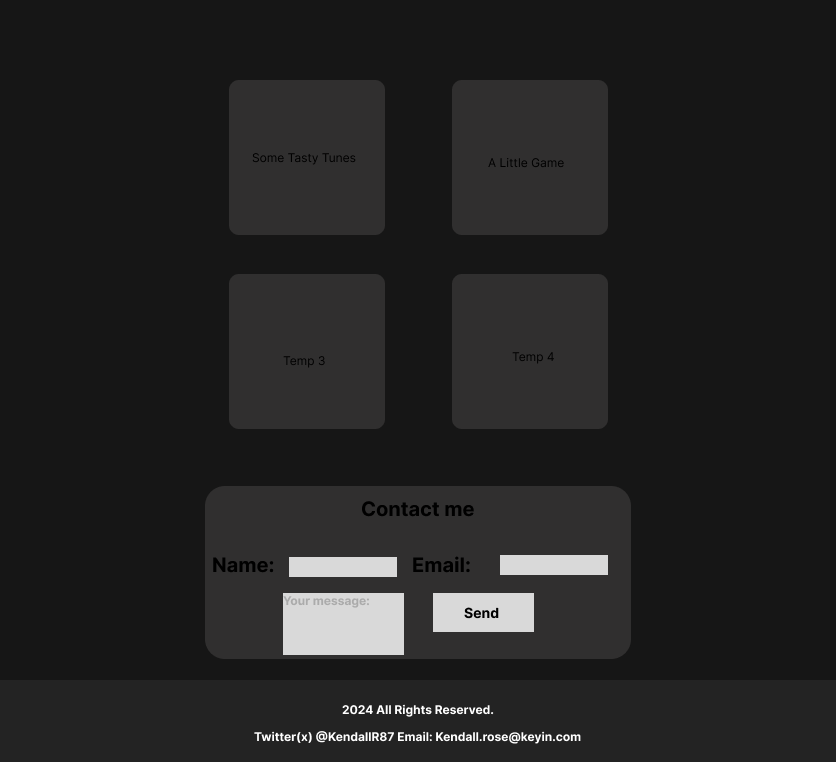 Some Tasty Tunes
A Little Game
Temp 3
Temp 4
Contact me
Name:
Email:
Your message:
Send
2024 All Rights Reserved.
Twitter(x) @KendallR87 Email: Kendall.rose@keyin.com